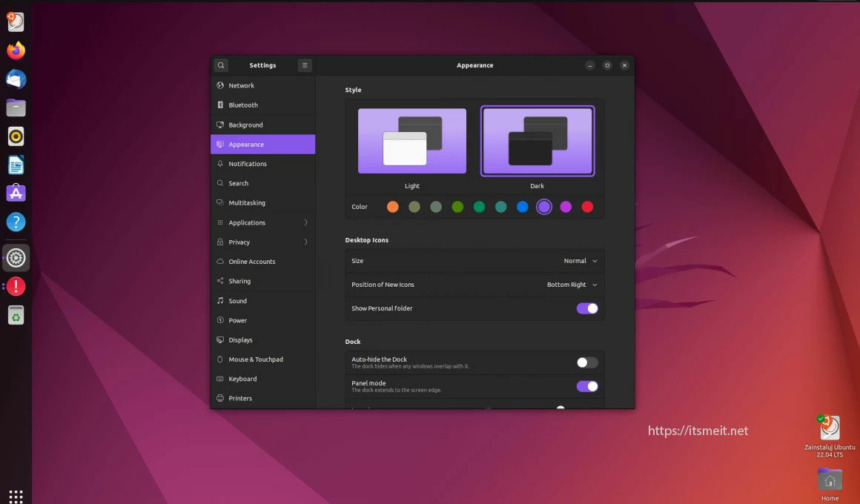 Settings
Appearance
Network
Bluetooth
Background
Appearance
Notifications
Search
Multitasking
Applications
Privacy
Online Accounts
Sharing
Sound
Power
Displays
Mouse & Touchpad
Keyboard
Printers
Style
Light
Dark
Color
Desktop Icons
Size
Normal
Position of New Icons
Bottom Right
Show Personal folder
Dock
Auto-hide the Dock
The dock hides when any windows overlap with it.
Panel mode
The dock extends to the screen edge.
https://itsmeit.net
Zainstaluj Ubuntu
22.04 LTS
Home